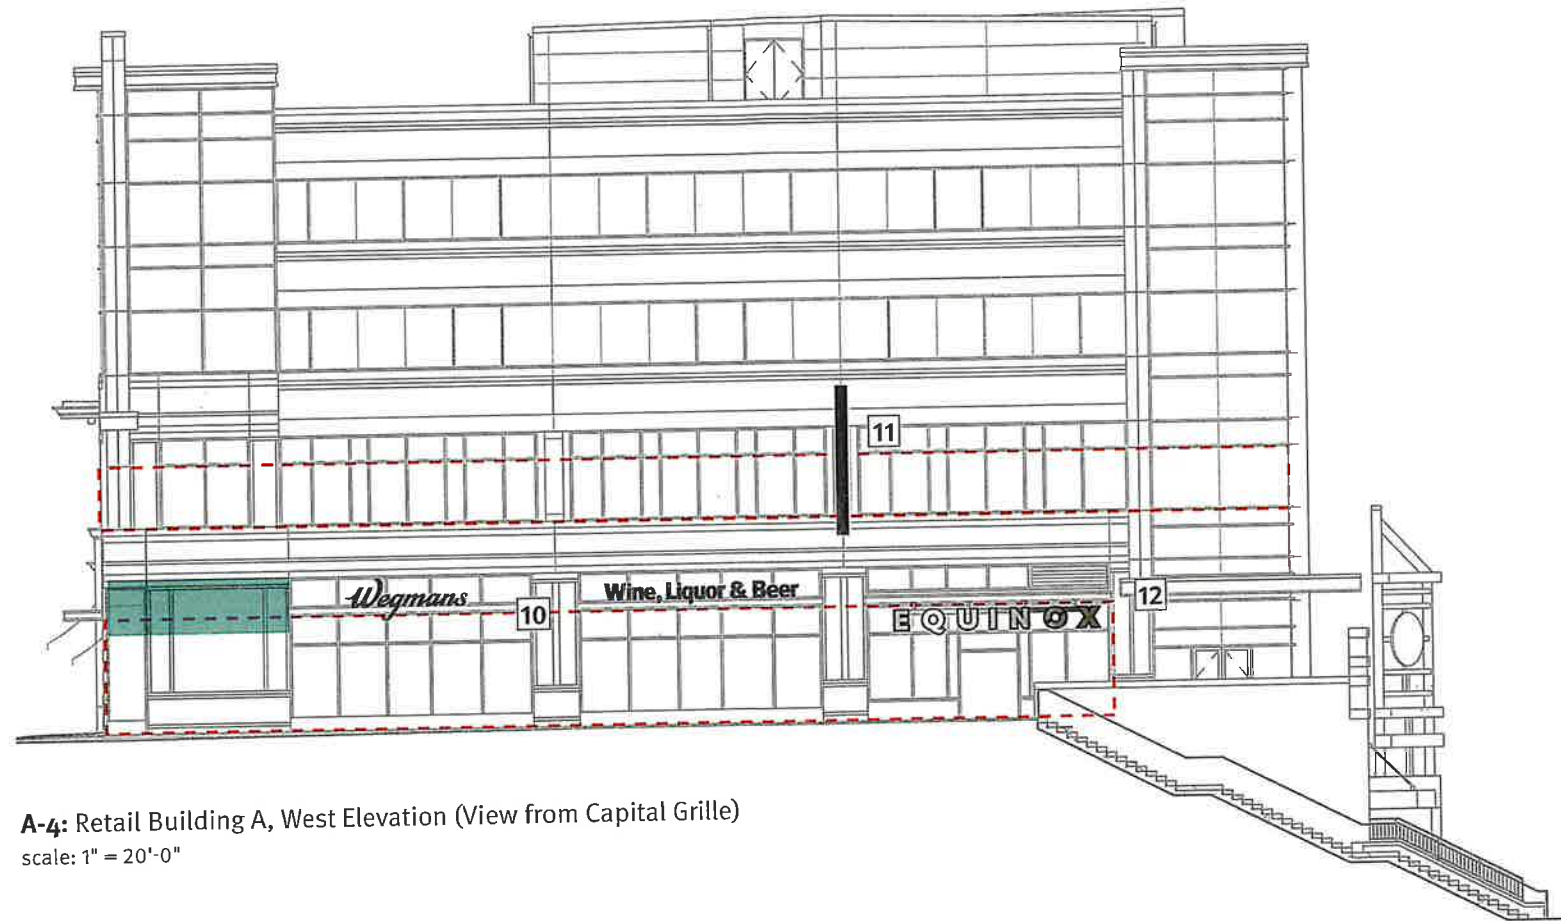 11
Wegmans
10
Wine, Liquor & Beer
EQUINOX
12
A-4: Retail Building A, West Elevation (View from Capital Grille)
scale: 1" = 20'-0"